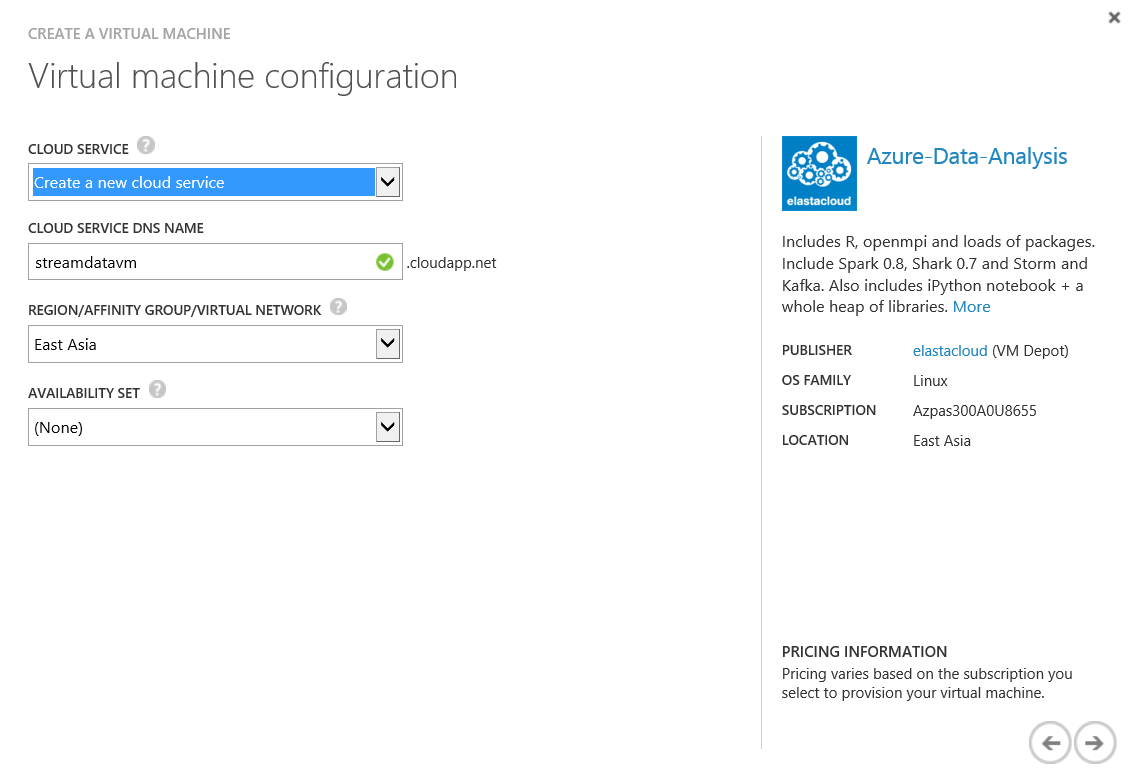 CREATE A VIRTUAL MACHINE
Virtual machine configuration
CLOUD SERVICE ?
Create a new cloud service
CLOUD SERVICE DNS NAME
streamdatavm .cloudapp.net
REGION/AFFINITY GROUP/VIRTUAL NETWORK ?
East Asia
AVAILABILITY SET ?
(None)
elastacloud
Azure-Data-Analysis
Includes R, openmpi and loads of packages.
Include Spark 0.8, Shark 0.7 and Storm and
Kafka. Also includes iPython notebook + a
whole heap of libraries. More
PUBLISHER elastacloud (VM Depot)
OS FAMILY Linux
SUBSCRIPTION Azpas300A0U8655
LOCATION East Asia
PRICING INFORMATION
Pricing varies based on the subscription you
select to provision your virtual machine.